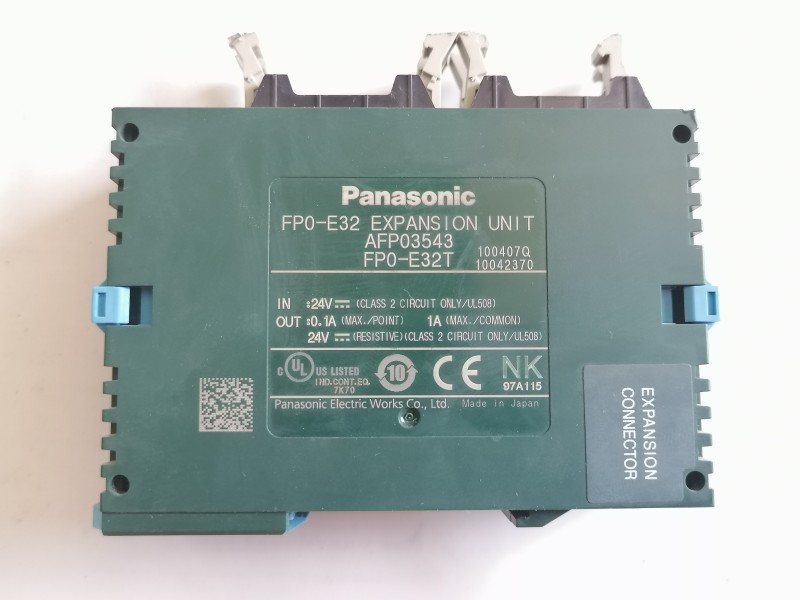 Panasonic
FP0-E32 EXPANSION UNIT
AFP03543
FP0-E32T
100407Q
10042370
IN :24V⎓ (CLASS 2 CIRCUIT ONLY/UL508)
OUT :0.1A (MAX./POINT) 1A (MAX./COMMON)
24V⎓ (RESISTIVE)(CLASS 2 CIRCUIT ONLY/UL508)
C UL US LISTED
IND.CONT.EQ.
7K70
10
CE
NK
97A115
Panasonic Electric Works Co., Ltd. Made in Japan
EXPANSION
CONNECTOR